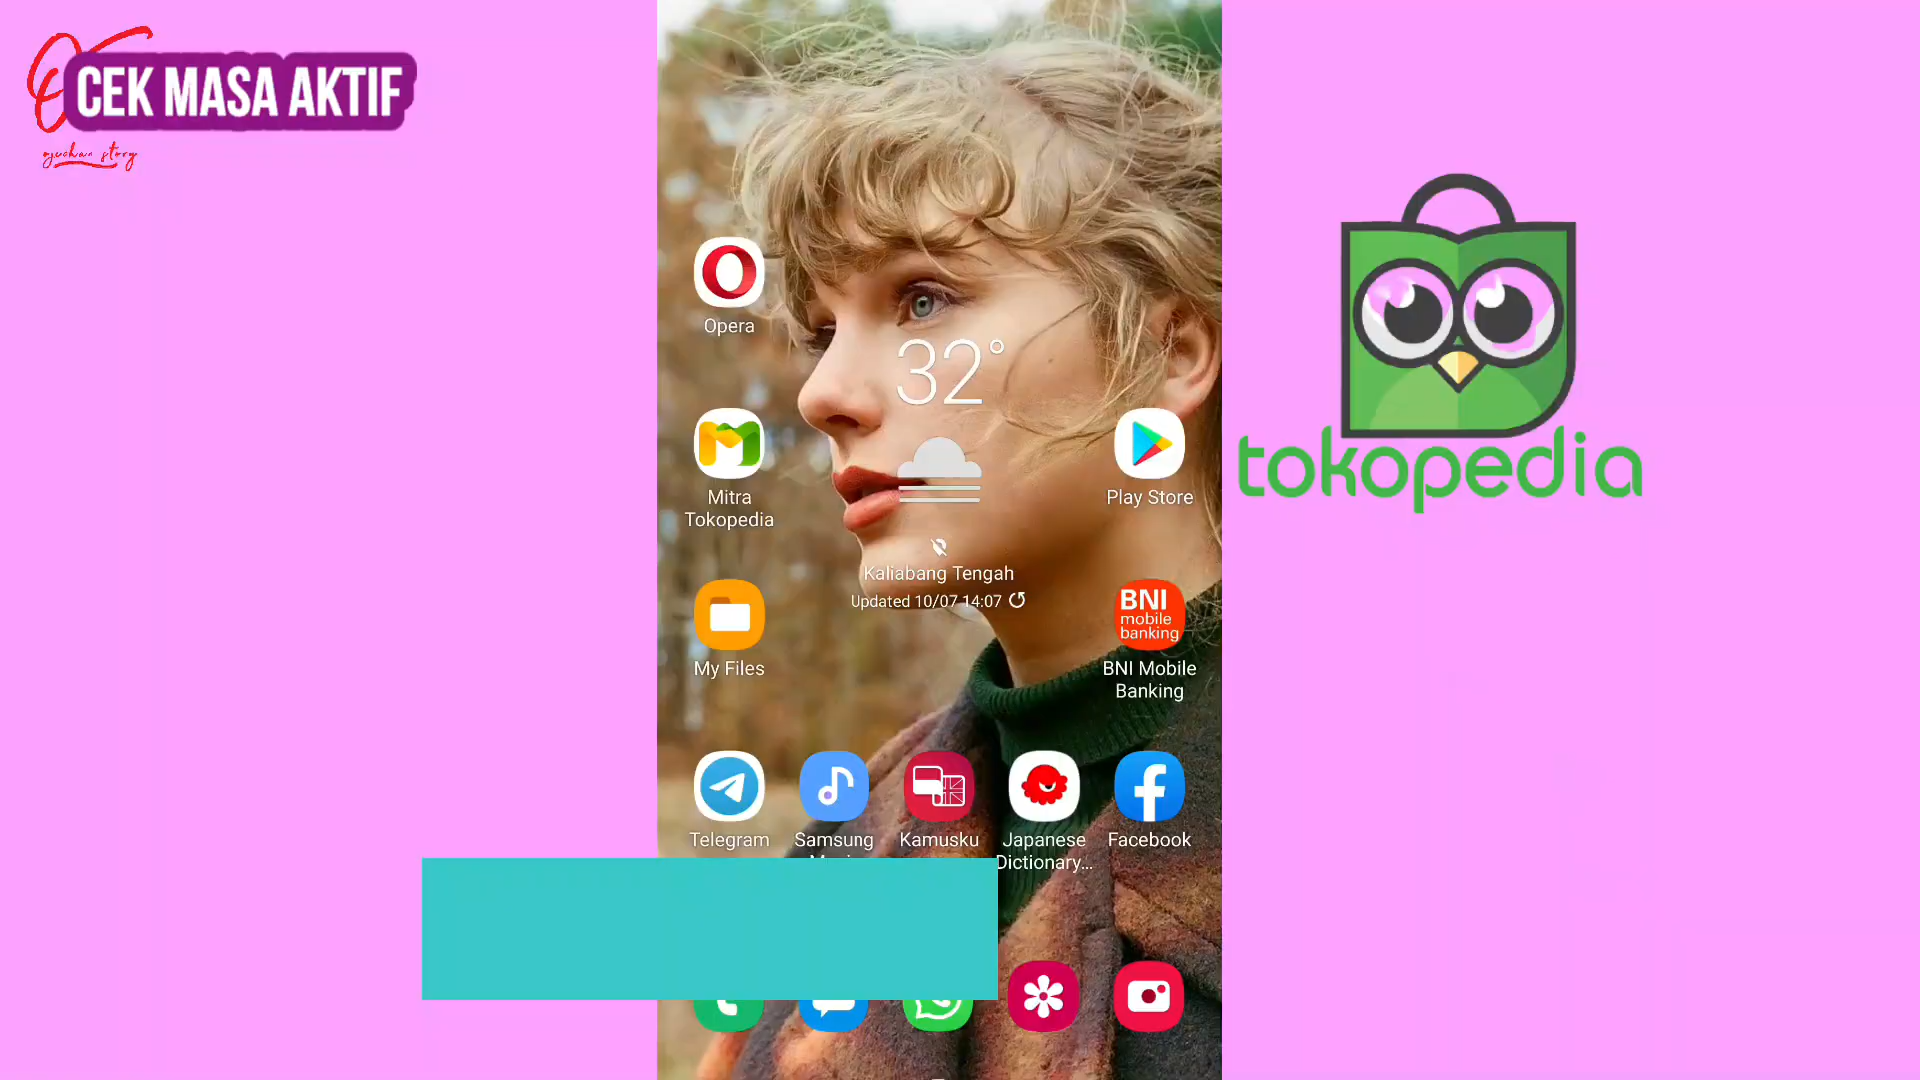 CEK MASA AKTIF
Opera
32°
Mitra
Tokopedia
Play Store
tokopedia
Kaliabang Tengah
Updated 10/07 14:07
BNI
mobile
banking
My Files
BNI Mobile
Banking
Telegram
Samsung
Kamusku
Japanese
Dictionary...
Facebook